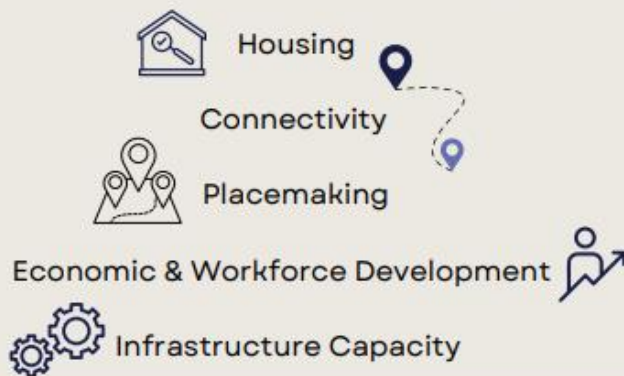 Housing
Connectivity
Placemaking
Economic & Workforce Development
Infrastructure Capacity